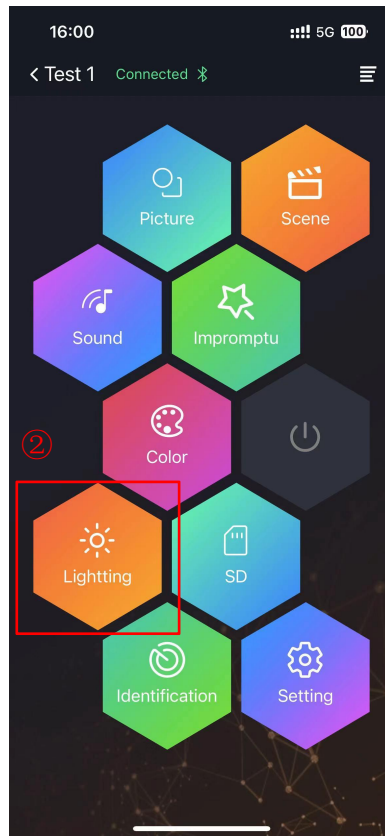 16:00 5G 100
< Test 1 Connected
Picture
Scene
Sound
Impromptu
②
Color
Lightting
SD
Identification
Setting